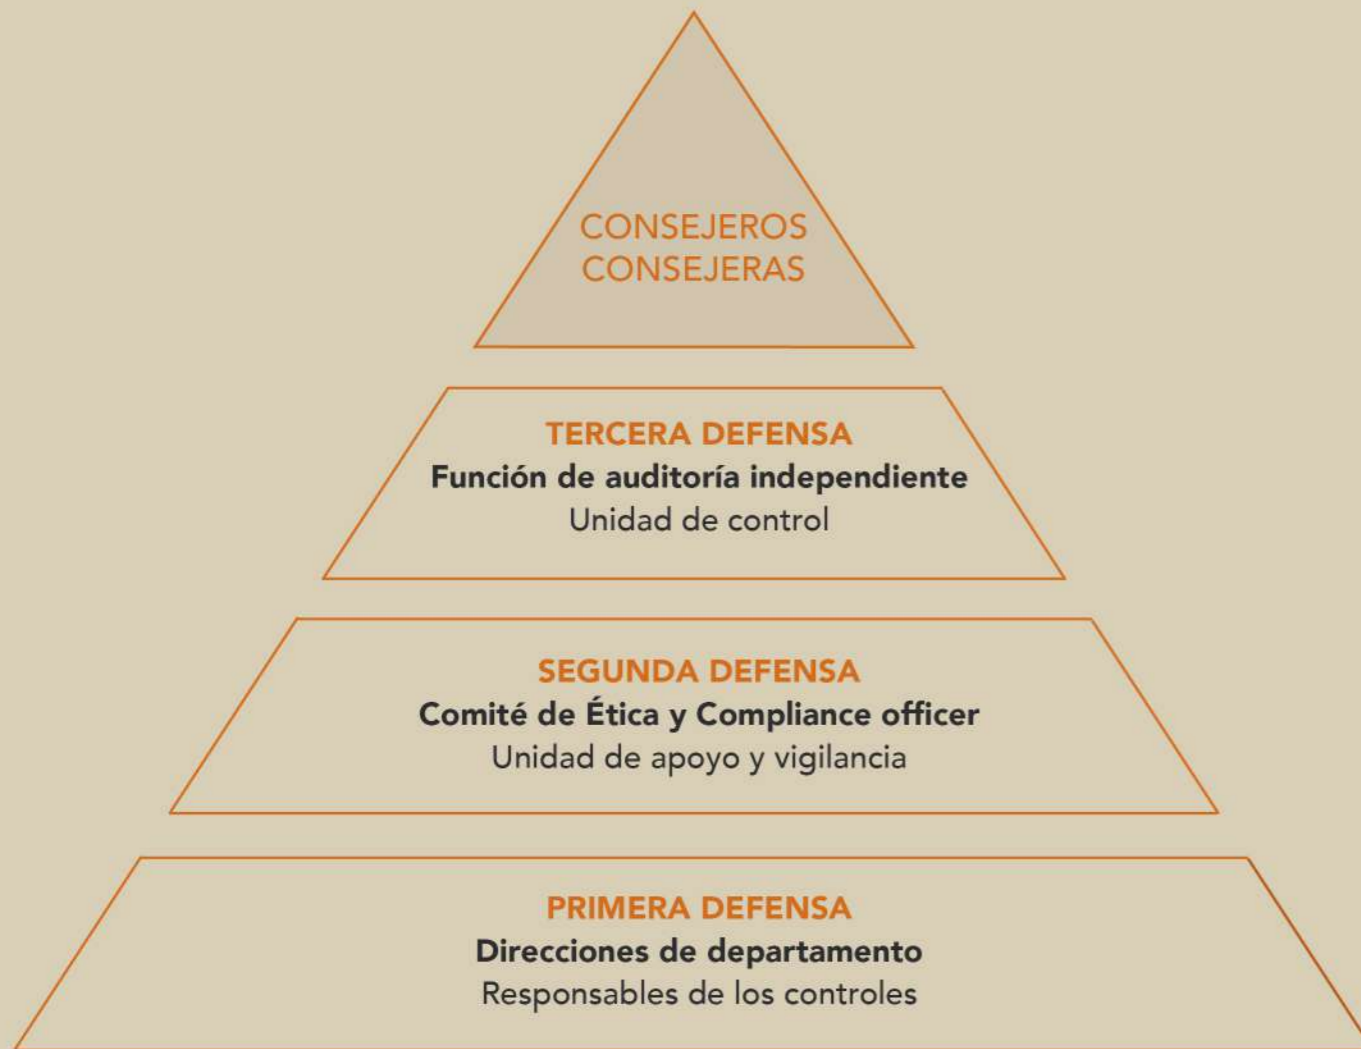 CONSEJEROS
CONSEJERAS
TERCERA DEFENSA
Función de auditoría independiente
Unidad de control
SEGUNDA DEFENSA
Comité de Ética y Compliance officer
Unidad de apoyo y vigilancia
PRIMERA DEFENSA
Direcciones de departamento
Responsables de los controles